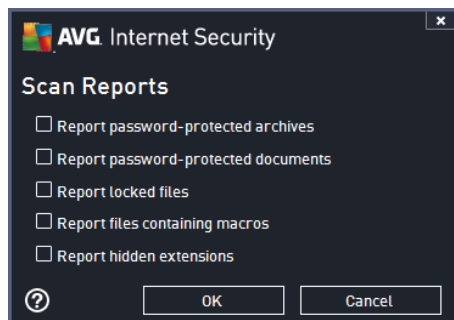 AVG. Internet Security
Scan Reports
Report password-protected archives
Report password-protected documents
Report locked files
Report files containing macros
Report hidden extensions
? OK Cancel